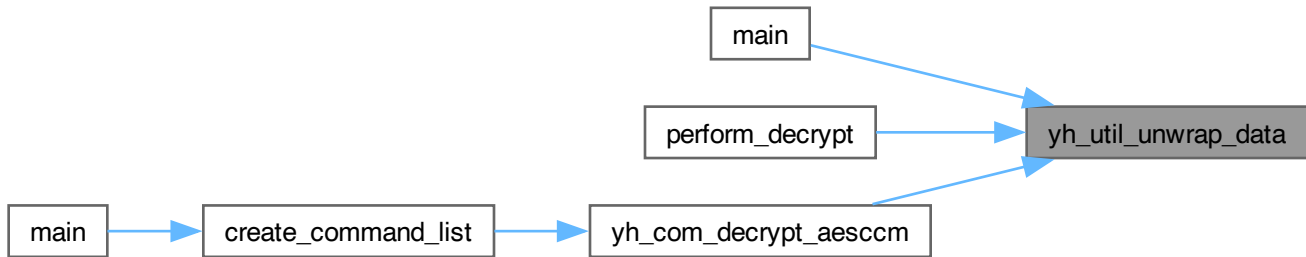 main
perform_decrypt
yh_util_unwrap_data
main
create_command_list
yh_com_decrypt_aesccm